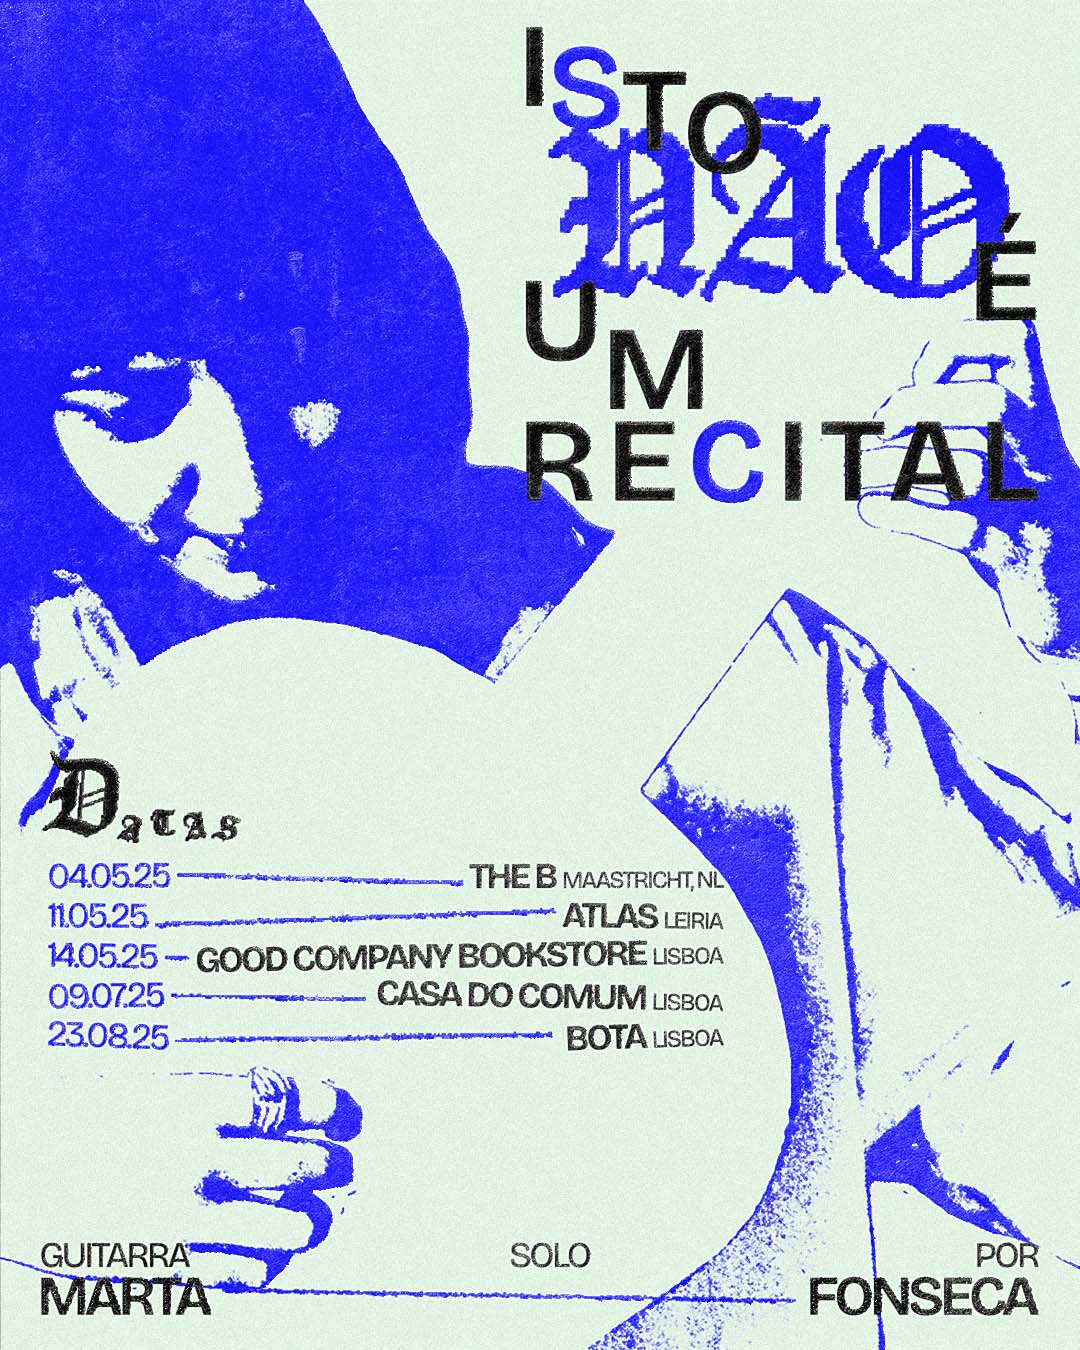 ISTO
NÃO
É
UM
RECITAL
DATAS
04.05.25 THE B MAASTRICHT, NL
11.05.25 ATLAS LEIRIA
14.05.25 GOOD COMPANY BOOKSTORE LISBOA
09.07.25 CASA DO COMUM LISBOA
23.08.25 BOTA LISBOA
GUITARRA SOLO POR
MARTA FONSECA